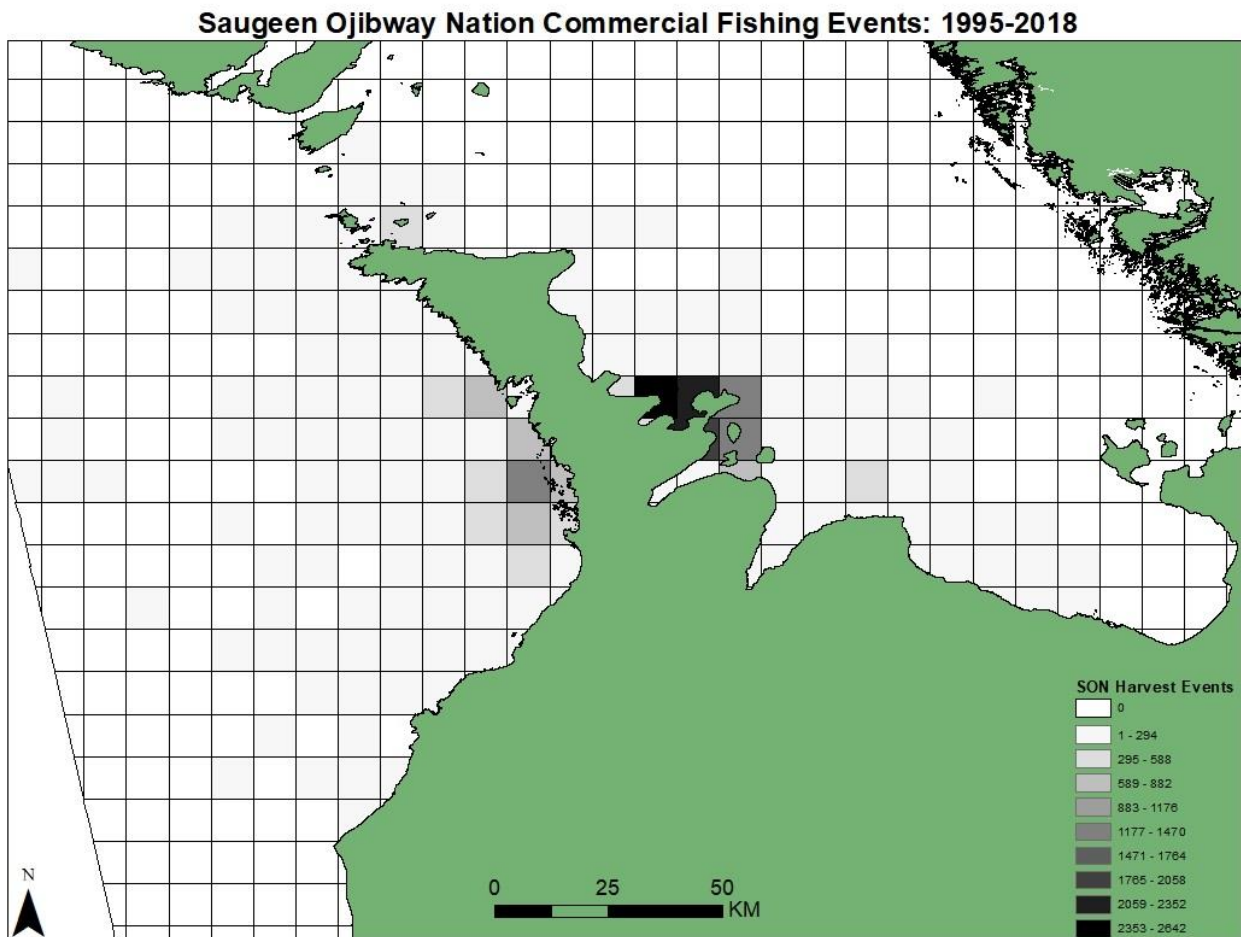 Saugeen Ojibway Nation Commercial Fishing Events: 1995-2018
SON Harvest Events
0
1 - 294
295 - 588
589 - 882
883 - 1176
1177 - 1470
1471 - 1764
1765 - 2058
2059 - 2352
2353 - 2642
N
0 25 50
KM